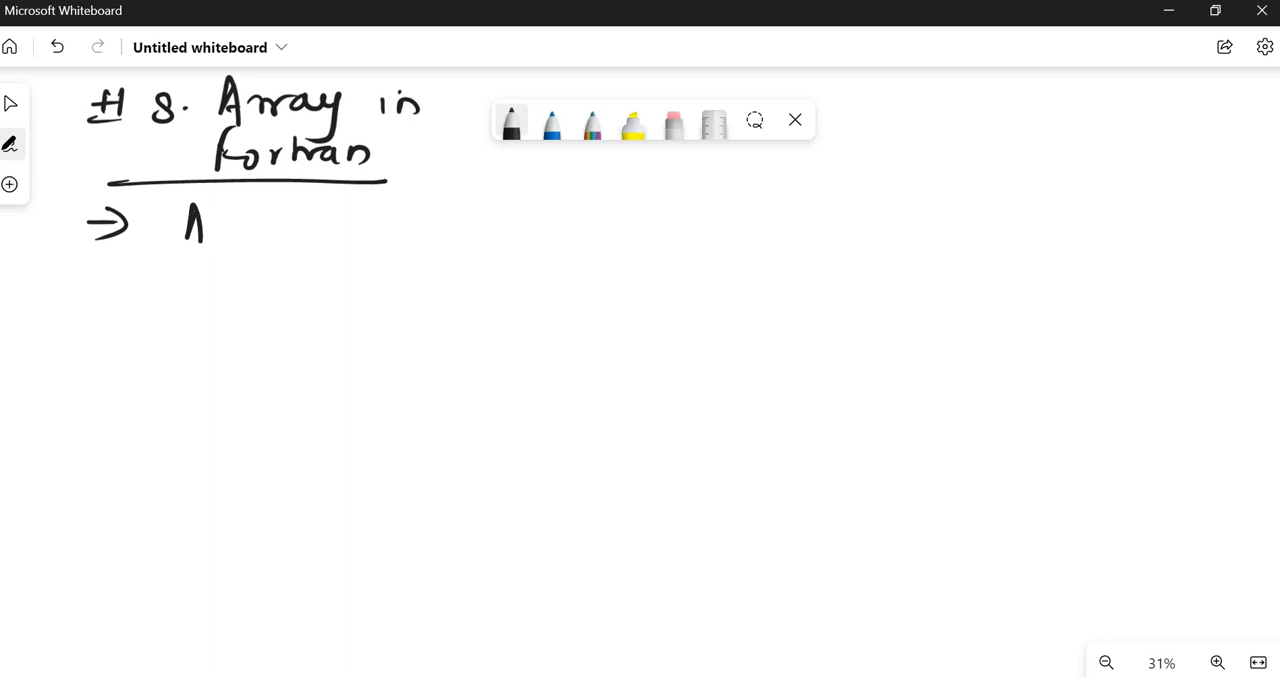 Microsoft Whiteboard
Untitled whiteboard
# 8. Array in
Fortran
→ A
31%